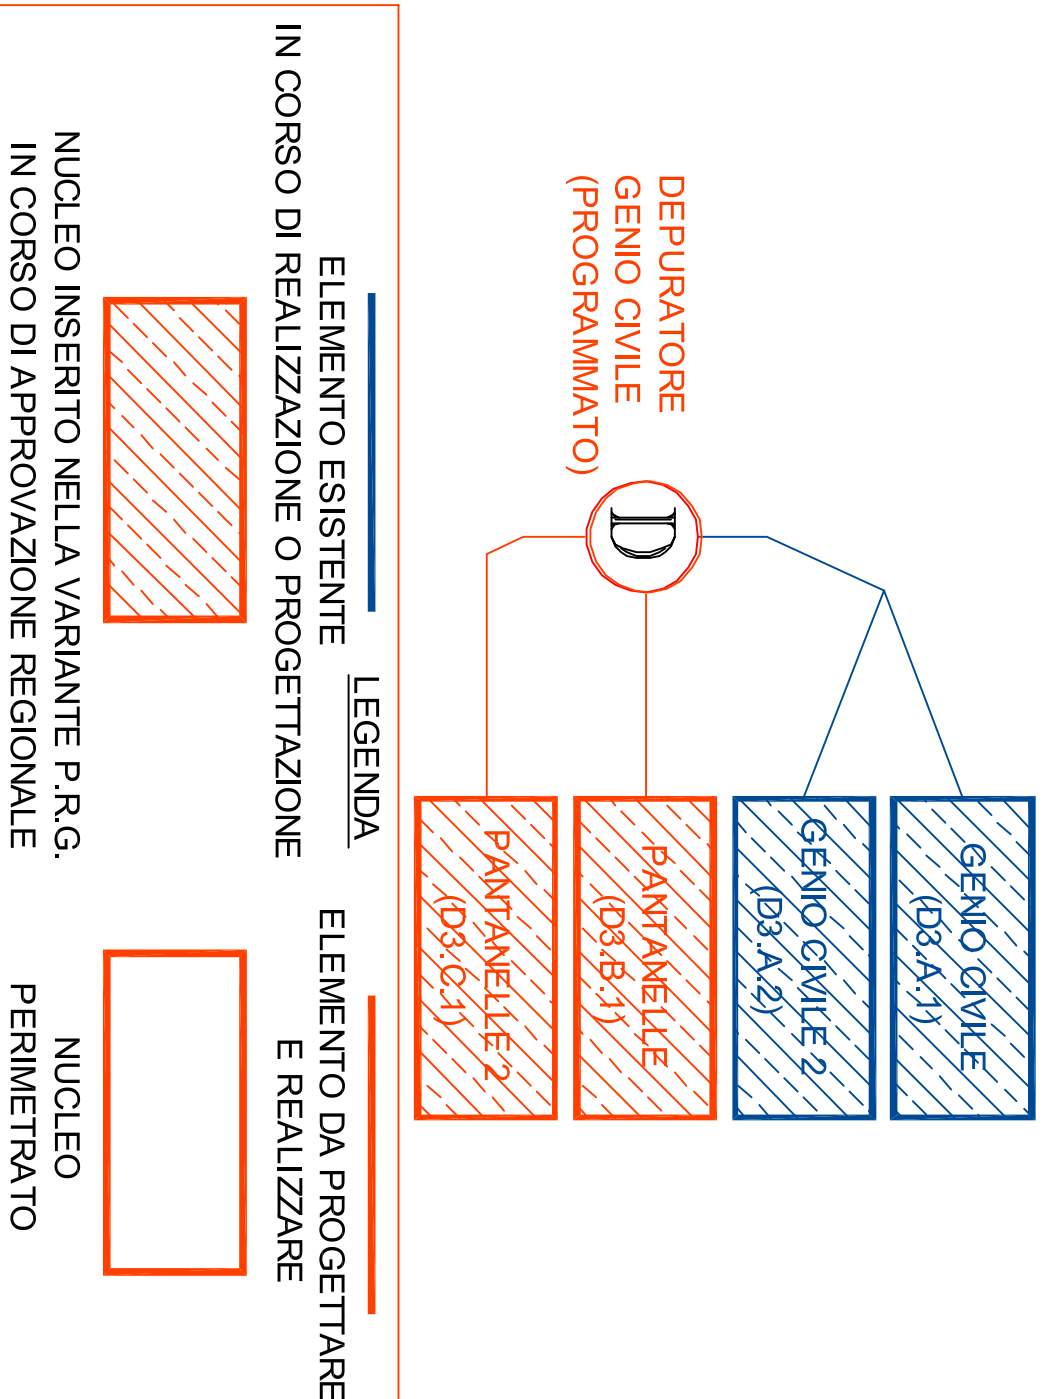 GENIO CIVILE
(D3.A.1)
GENIO CIVILE 2
(D3.A.2)
PANTANELLE
(D3.B.1)
PANTANELLE 2
(D3.C.1)
DEPURATORE
GENIO CIVILE
(PROGRAMMATO)
LEGENDA
ELEMENTO ESISTENTE
IN CORSO DI REALIZZAZIONE O PROGETTAZIONE
ELEMENTO DA PROGETTARE
E REALIZZARE
NUCLEO INSERITO NELLA VARIANTE P.R.G.
IN CORSO DI APPROVAZIONE REGIONALE
NUCLEO
PERIMETRATO